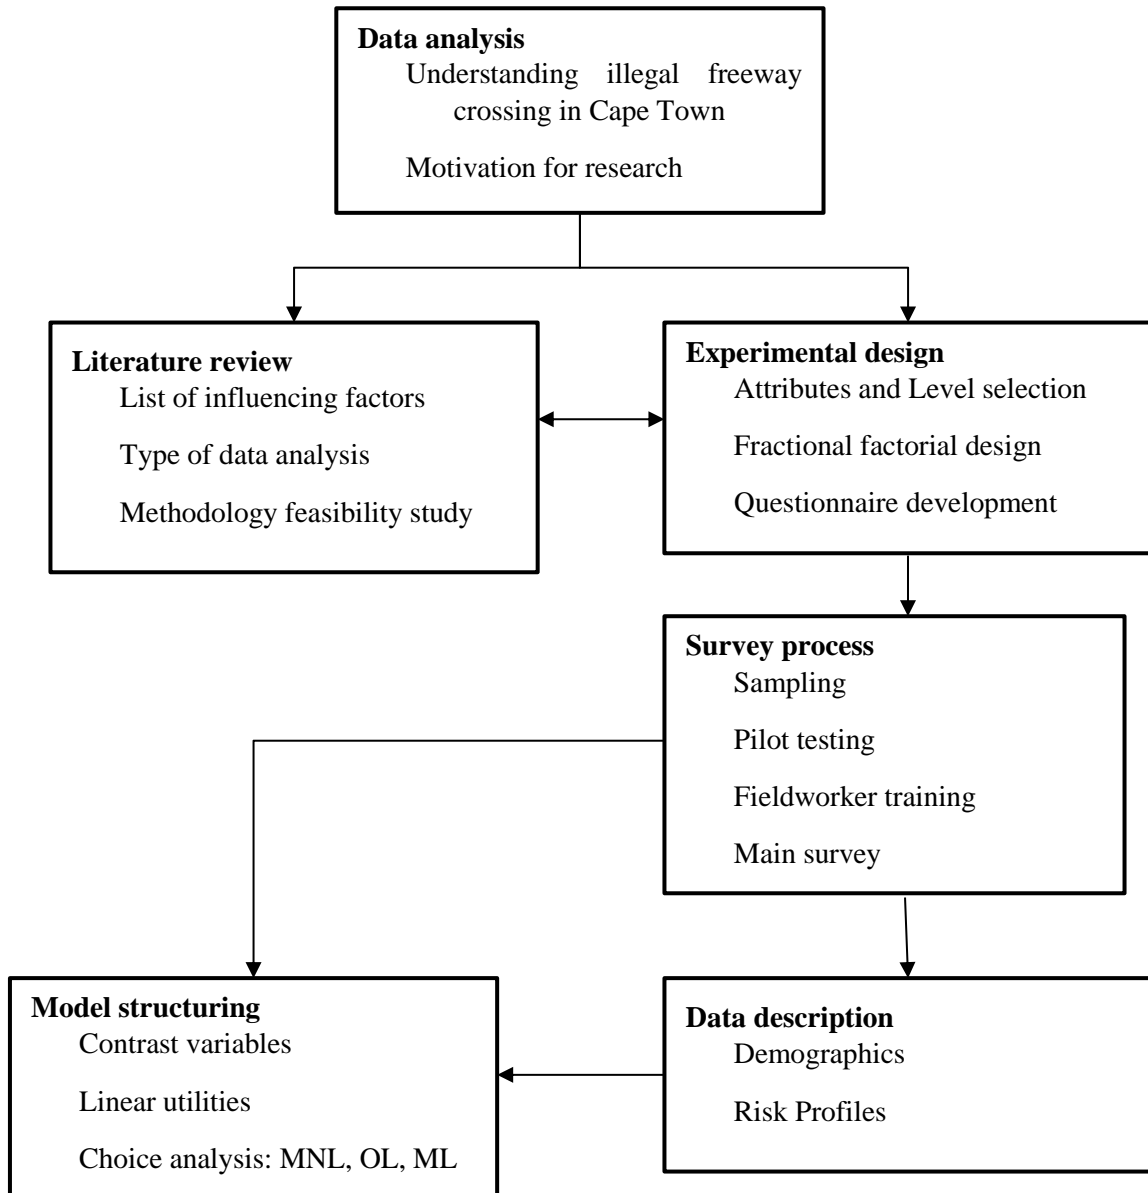 Data analysis
Understanding illegal freeway
crossing in Cape Town
Motivation for research
Literature review
List of influencing factors
Type of data analysis
Methodology feasibility study
Experimental design
Attributes and Level selection
Fractional factorial design
Questionnaire development
Survey process
Sampling
Pilot testing
Fieldworker training
Main survey
Model structuring
Contrast variables
Linear utilities
Choice analysis: MNL, OL, ML
Data description
Demographics
Risk Profiles